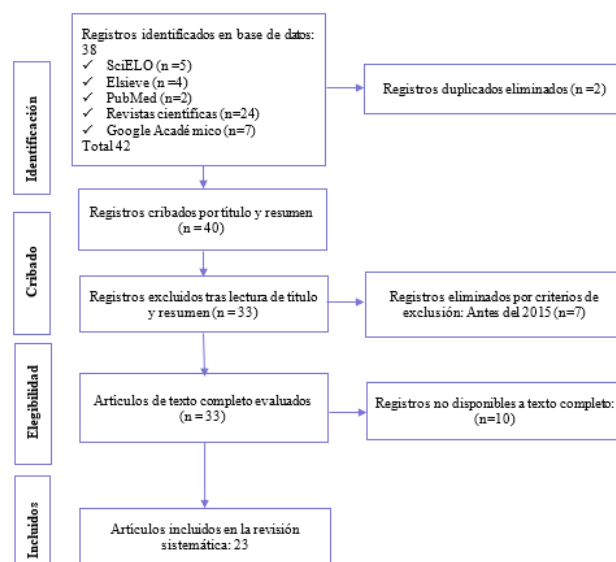 Registros identificados en base de datos:
38
✓ SciELO (n =5)
✓ Elsieve (n =4)
✓ PubMed (n=2)
✓ Revistas científicas (n=24)
✓ Google Académico (n=7)
Total 42
Registros duplicados eliminados (n =2)
Identificación
Registros cribados por título y resumen
(n = 40)
Cribado
Registros excluidos tras lectura de título
y resumen (n = 33)
Registros eliminados por criterios de
exclusión: Antes del 2015 (n=7)
Elegibilidad
Artículos de texto completo evaluados
(n = 33)
Registros no disponibles a texto completo:
(n=10)
Incluidos
Artículos incluidos en la revisión
sistemática: 23